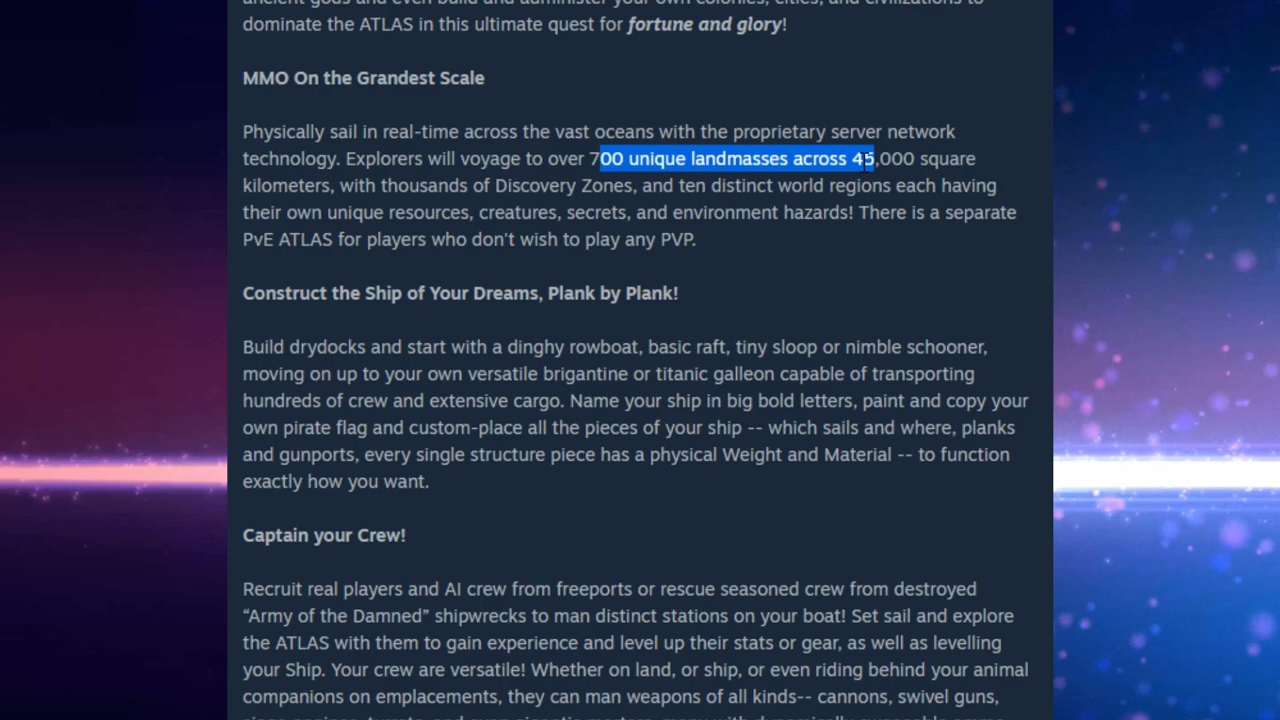 dominate the ATLAS in this ultimate quest for fortune and glory!
MMO On the Grandest Scale
Physically sail in real-time across the vast oceans with the proprietary server network
technology. Explorers will voyage to over 700 unique landmasses across 45,000 square
kilometers, with thousands of Discovery Zones, and ten distinct world regions each having
their own unique resources, creatures, secrets, and environment hazards! There is a separate
PvE ATLAS for players who don't wish to play any PVP.
Construct the Ship of Your Dreams, Plank by Plank!
Build drydocks and start with a dinghy rowboat, basic raft, tiny sloop or nimble schooner,
moving on up to your own versatile brigantine or titanic galleon capable of transporting
hundreds of crew and extensive cargo. Name your ship in big bold letters, paint and copy your
own pirate flag and custom-place all the pieces of your ship -- which sails and where, planks
and gunports, every single structure piece has a physical Weight and Material -- to function
exactly how you want.
Captain your Crew!
Recruit real players and AI crew from freeports or rescue seasoned crew from destroyed
“Army of the Damned” shipwrecks to man distinct stations on your boat! Set sail and explore
the ATLAS with them to gain experience and level up their stats or gear, as well as levelling
your Ship. Your crew are versatile! Whether on land, or ship, or even riding behind your animal
companions on emplacements, they can man weapons of all kinds-- cannons, swivel guns,